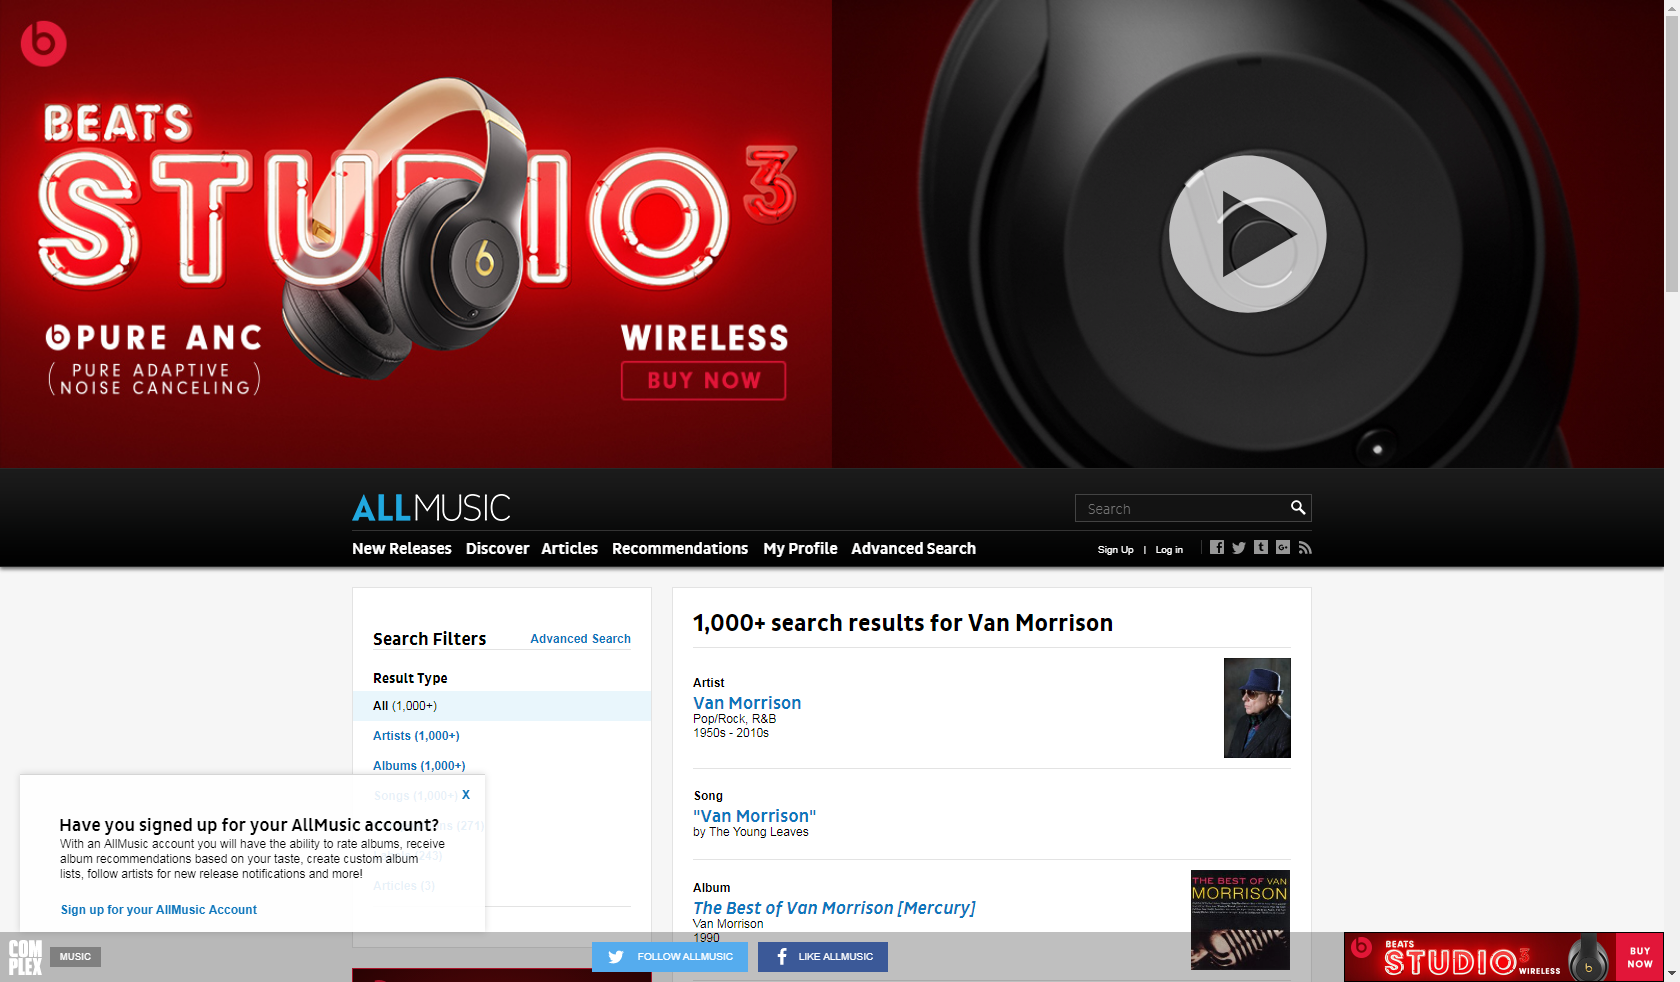 BEATS
STUDIO3
PURE ANC
(PURE ADAPTIVE
NOISE CANCELING)
WIRELESS
BUY NOW
ALLMUSIC
Search
New Releases
Discover
Articles
Recommendations
My Profile
Advanced Search
Sign Up | Log in
Search Filters
Advanced Search
Result Type
All (1,000+)
Artists (1,000+)
Albums (1,000+)
Songs (1,000+)
X
Have you signed up for your AllMusic account?
With an AllMusic account you will have the ability to rate albums, receive
album recommendations based on your taste, create custom album
lists, follow artists for new release notifications and more!
Articles (3)
Sign up for your AllMusic Account
1,000+ search results for Van Morrison
Artist
Van Morrison
Pop/Rock, R&B
1950s - 2010s
Song
"Van Morrison"
by The Young Leaves
Album
The Best of Van Morrison [Mercury]
Van Morrison
1990
THE BEST OF VAN
MORRISON
COM
PLEX
MUSIC
FOLLOW ALLMUSIC
LIKE ALLMUSIC
BEATS
STUDIO3
WIRELESS
BUY
NOW